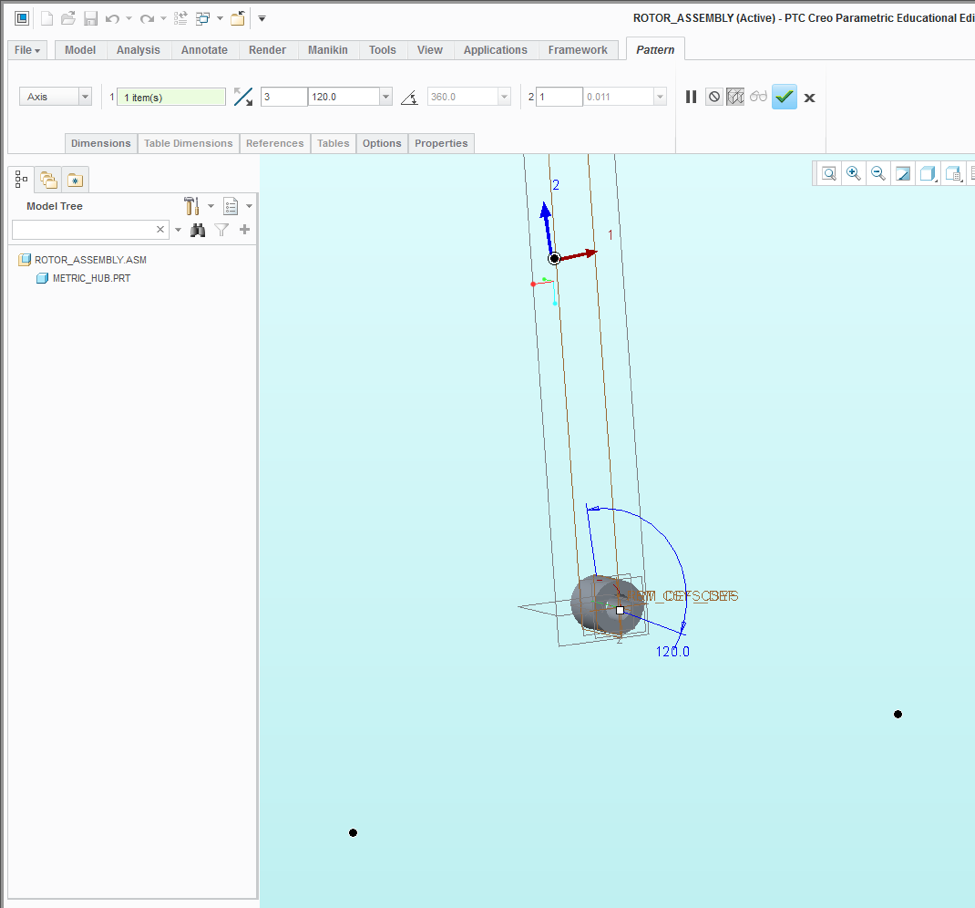 ROTOR_ASSEMBLY (Active) - PTC Creo Parametric Educational Edi
File Model Analysis Annotate Render Manikin Tools View Applications Framework Pattern
Axis 1 1 item(s) 3 120.0 360.0 2 1 0.011
Dimensions Table Dimensions References Tables Options Properties
Model Tree
ROTOR_ASSEMBLY.ASM
METRIC_HUB.PRT
2
1
120.0